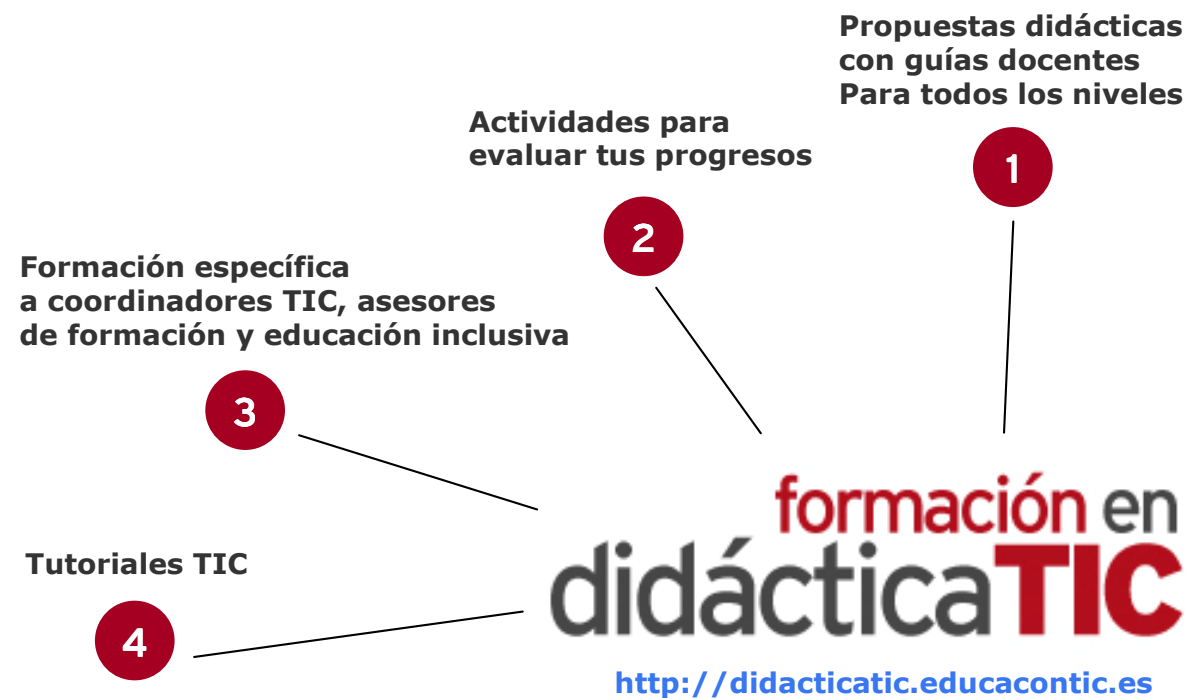 Propuestas didácticas
con guías docentes
Para todos los niveles
1
Actividades para
evaluar tus progresos
2
Formación específica
a coordinadores TIC, asesores
de formación y educación inclusiva
3
Tutoriales TIC
4
formación en
didácticaTIC
http://didacticatic.educacontic.es